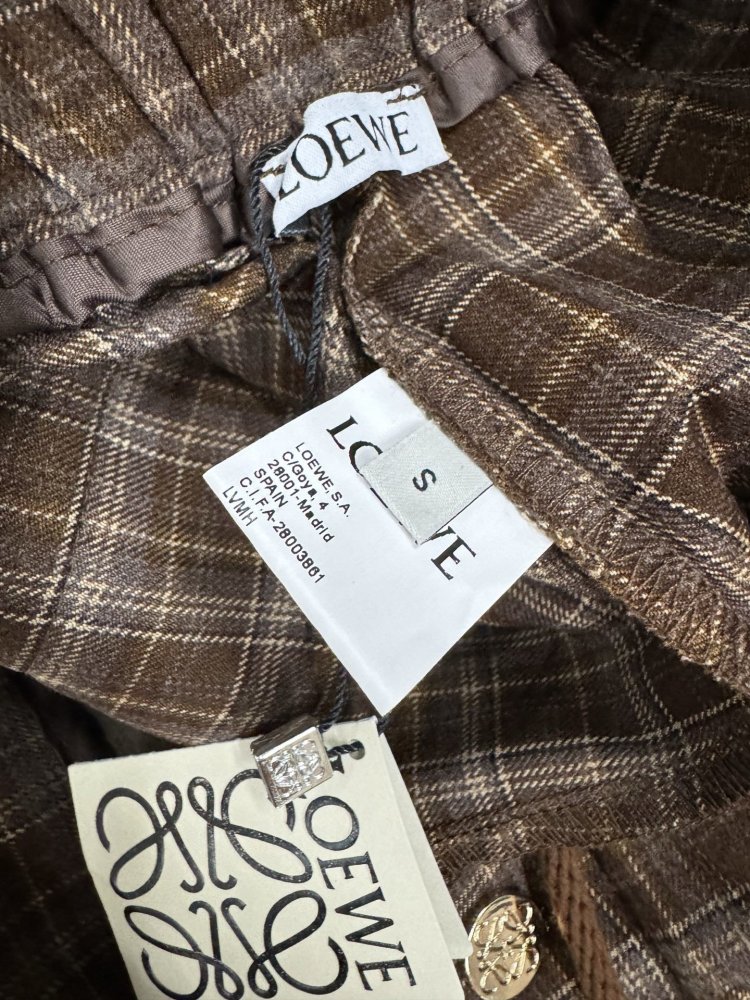 LOEWE
LOEWE
S
LOEWE, S.A.
C/Goya, 4
28001-Madrid
SPAIN
C.I.F.A-28003861
LVMH
LOEWE